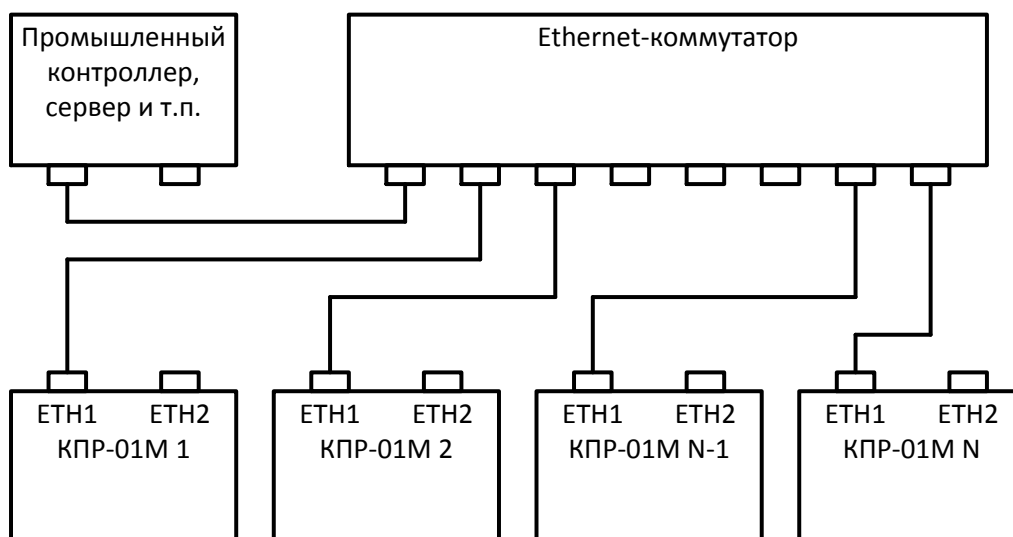 Промышленный
контроллер,
сервер и т.п.
Ethernet-коммутатор
ETH1 ETH2
КПР-01М 1
ETH1 ETH2
КПР-01М 2
ETH1 ETH2
КПР-01М N-1
ETH1 ETH2
КПР-01М N